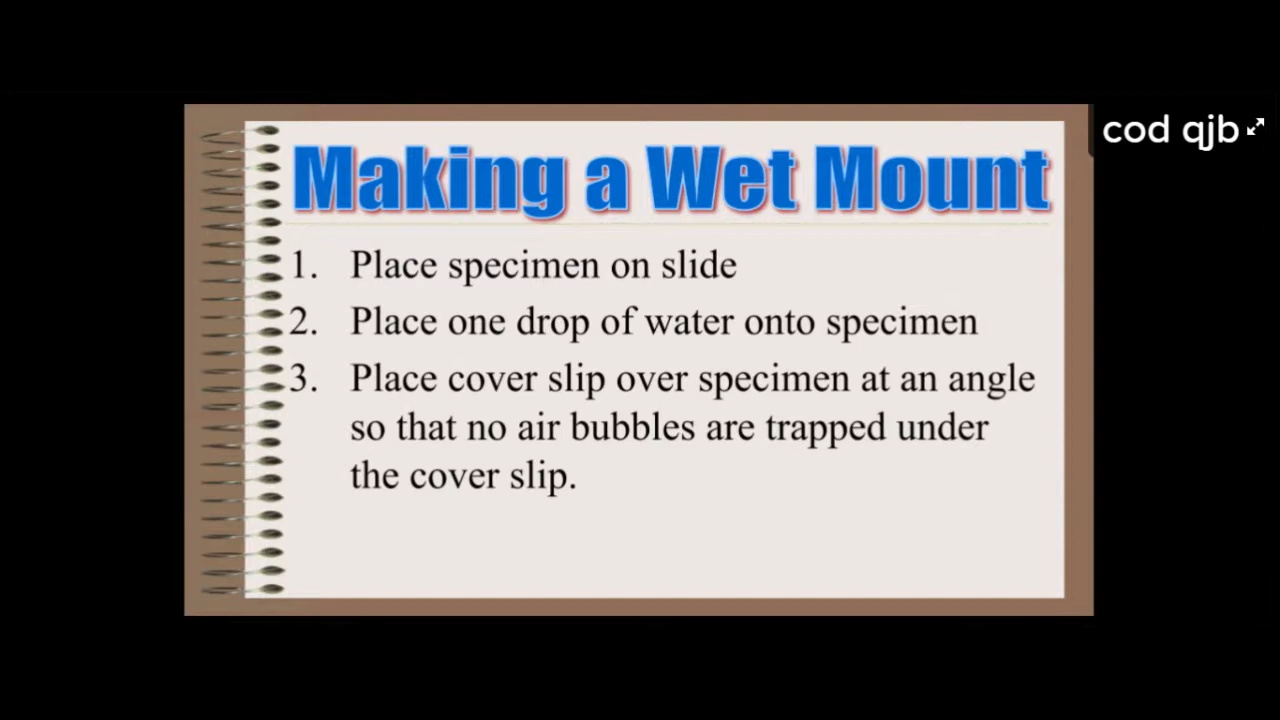 Making a Wet Mount
cod qjb
1. Place specimen on slide
2. Place one drop of water onto specimen
3. Place cover slip over specimen at an angle
so that no air bubbles are trapped under
the cover slip.